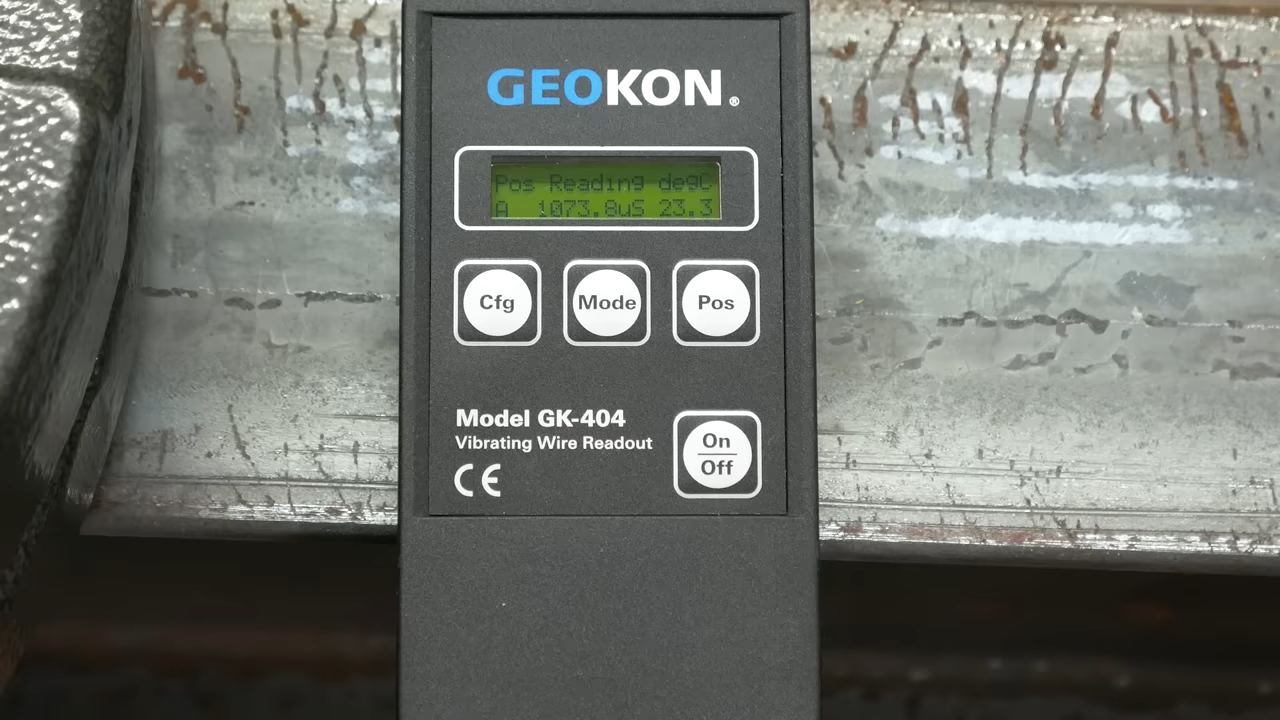 GEOKON®
Pos Reading degC
A 1073.8uS 23.3
Cfg
Mode
Pos
Model GK-404
Vibrating Wire Readout
CE
On
Off